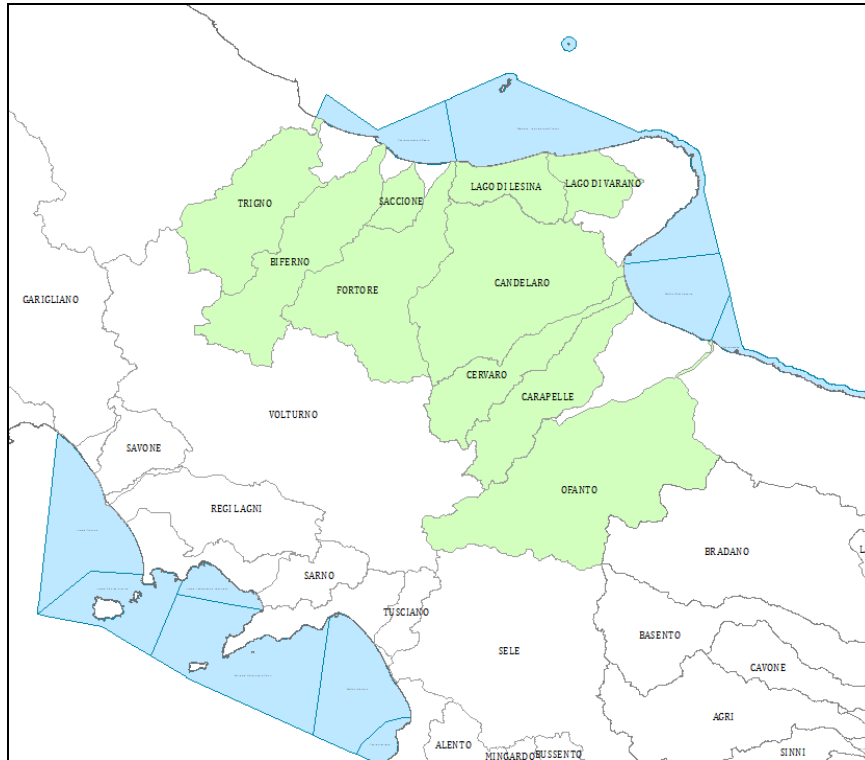 LAGO DI VARANO
LAGO DI LESINA
TRIGNO
SACCIONE
BIFERNO
FORTORE
CANDELARO
GARIGLIANO
CERVARO
CARAPELLE
VOLTURNO
SAVONE
OFANTO
REGI LAGNI
BRADANO
L
SARNO
TUSCIANO
BASENTO
SELE
CAVONE
AGRI
ALENTO
MINGARDO
BUSSENTO
SINNI